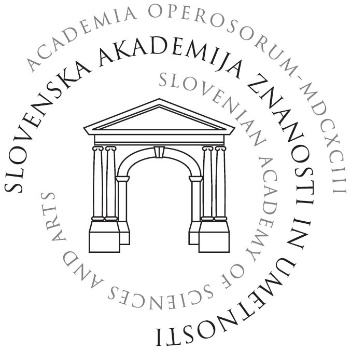 ACADEMIA OPEROSORUM-MDCXCIII
SLOVENSKA AKADEMIJA ZNANOSTI IN UMETNOSTI
SLOVENIAN ACADEMY OF SCIENCES AND ARTS